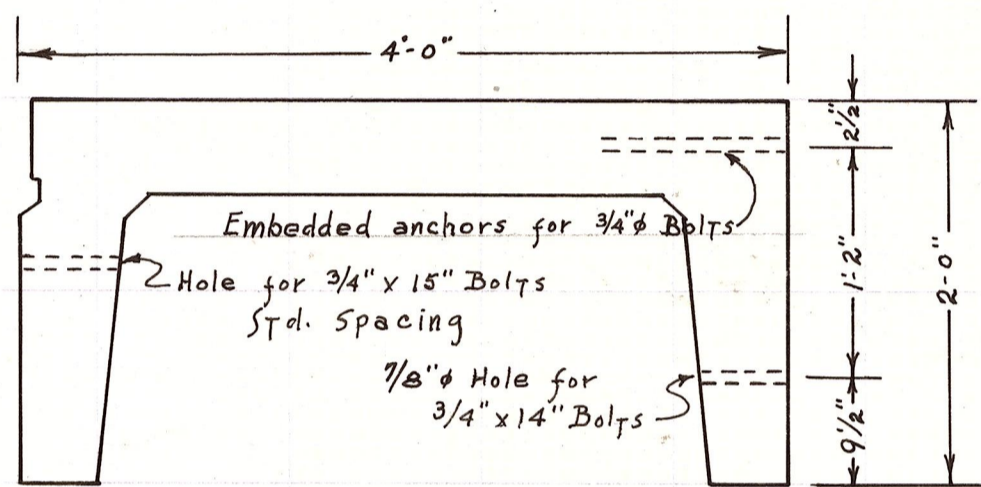 4'-0"
2½"
Embedded anchors for 3/4"ϕ Bolts
Hole for 3/4" x 15" Bolts
Std. Spacing
1'-2"
2'-0"
7/8"ϕ Hole for
3/4" x 14" Bolts
9½"